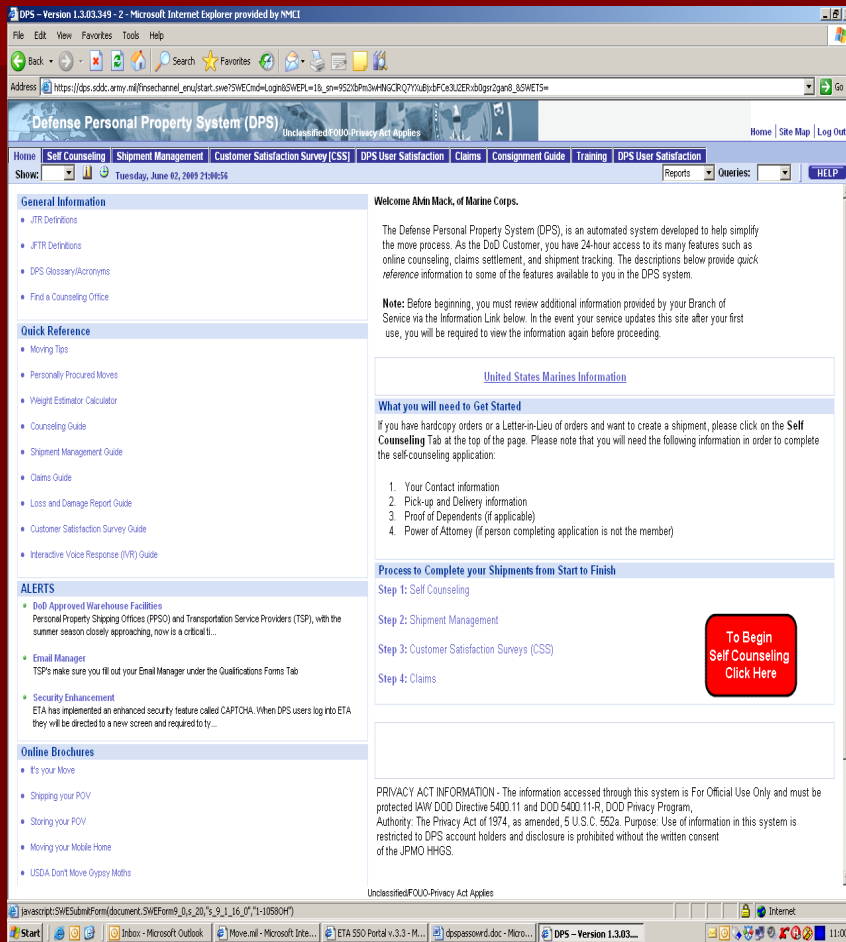 DPS – Version 1.3.03.349 - 2 - Microsoft Internet Explorer provided by NMCI
File Edit View Favorites Tools Help
Back Search Favorites
Address Go
Defense Personal Property System (DPS) Unclassified/FOUO-Privacy Act Applies
Home | Site Map | Log Out
Home Self Counseling Shipment Management Customer Satisfaction Survey [CSS] DPS User Satisfaction Claims Consignment Guide Training DPS User Satisfaction
Show: Tuesday, June 02, 2009 21:00:56 Reports Queries: HELP
General Information
JTR Definitions
JFTR Definitions
DPS Glossary/Acronyms
Find a Counseling Office
Quick Reference
Moving Tips
Personally Procured Moves
Weight Estimator Calculator
Counseling Guide
Shipment Management Guide
Claims Guide
Loss and Damage Report Guide
Customer Satisfaction Survey Guide
Interactive Voice Response (IVR) Guide
ALERTS
DoD Approved Warehouse Facilities
Personal Property Shipping Offices (PPSO) and Transportation Service Providers (TSP), with the
summer season closely approaching, now is a critical ti...
Email Manager
TSP's make sure you fill out your Email Manager under the Qualifications Forms Tab
Security Enhancement
ETA has implemented an enhanced security feature called CAPTCHA. When DPS users log into ETA
they will be directed to a new screen and required to ty...
Online Brochures
It's your Move
Shipping your POV
Storing your POV
Moving your Mobile Home
USDA Don't Move Gypsy Moths
Welcome Alvin Mack, of Marine Corps.
The Defense Personal Property System (DPS), is an automated system developed to help simplify
the move process. As the DoD Customer, you have 24-hour access to its many features such as
online counseling, claims settlement, and shipment tracking. The descriptions below provide quick
reference information to some of the features available to you in the DPS system.
Note: Before beginning, you must review additional information provided by your Branch of
Service via the Information Link below. In the event your service updates this site after your first
use, you will be required to view the information again before proceeding.
United States Marines Information
What you will need to Get Started
If you have hardcopy orders or a Letter-in-Lieu of orders and want to create a shipment, please click on the Self
Counseling Tab at the top of the page. Please note that you will need the following information in order to complete
the self-counseling application:
1. Your Contact information
2. Pick-up and Delivery information
3. Proof of Dependents (if applicable)
4. Power of Attorney (if person completing application is not the member)
Process to Complete your Shipments from Start to Finish
Step 1: Self Counseling
Step 2: Shipment Management
Step 3: Customer Satisfaction Surveys (CSS)
Step 4: Claims
To Begin
Self Counseling
Click Here
PRIVACY ACT INFORMATION - The information accessed through this system is For Official Use Only and must be
protected IAW DOD Directive 5400.11 and DOD 5400.11-R, DOD Privacy Program,
Authority: The Privacy Act of 1974, as amended, 5 U.S.C. 552a. Purpose: Use of information in this system is
restricted to DPS account holders and disclosure is prohibited without the written consent
of the JPMO HHGS.
Unclassified/FOUO-Privacy Act Applies
javascript:SWESubmitForm(document.SWEForm9_0,s_20,"s_9_1_16_0","1-1058OH") Internet
Start Inbox - Microsoft Outlook Move.mil - Microsoft Inte... ETA SSO Portal v.3.3 - M... dpspassowrd.doc - Micro... DPS – Version 1.3.03.... 11:00